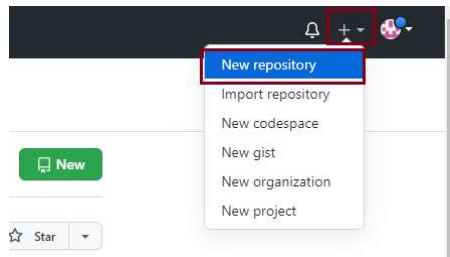 New repository
Import repository
New codespace
New gist
New organization
New project
New
Star